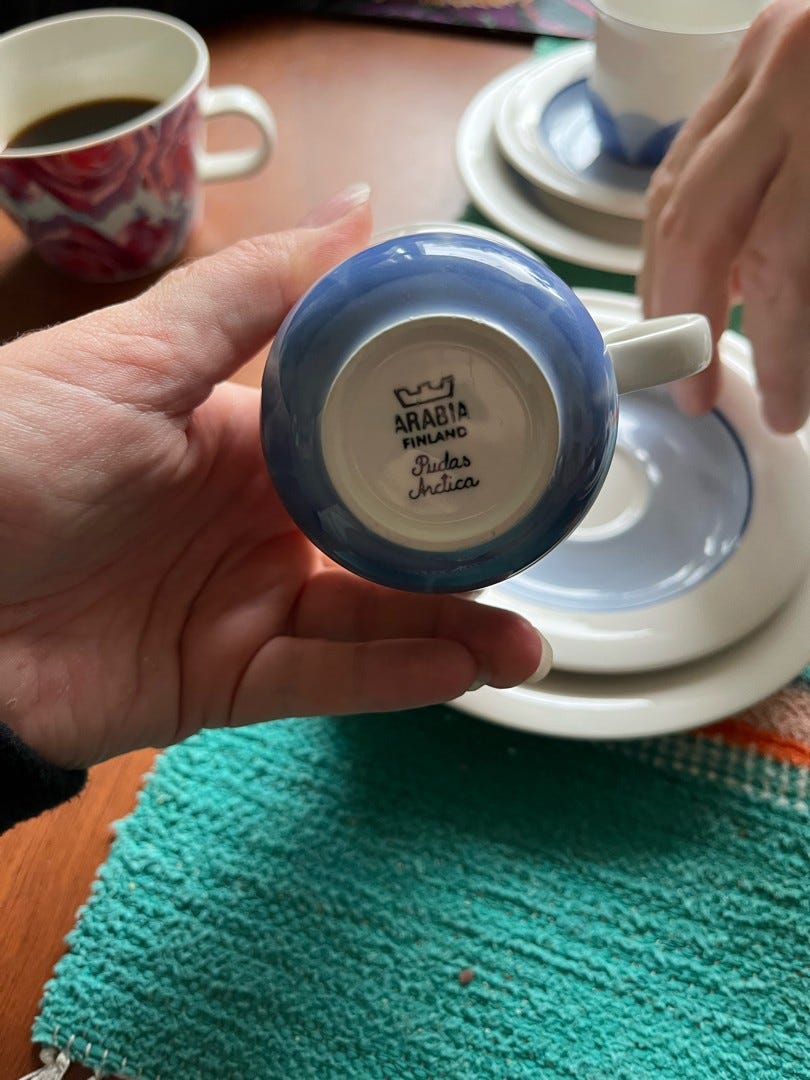 ARABIA
FINLAND
Pudas
Arctica